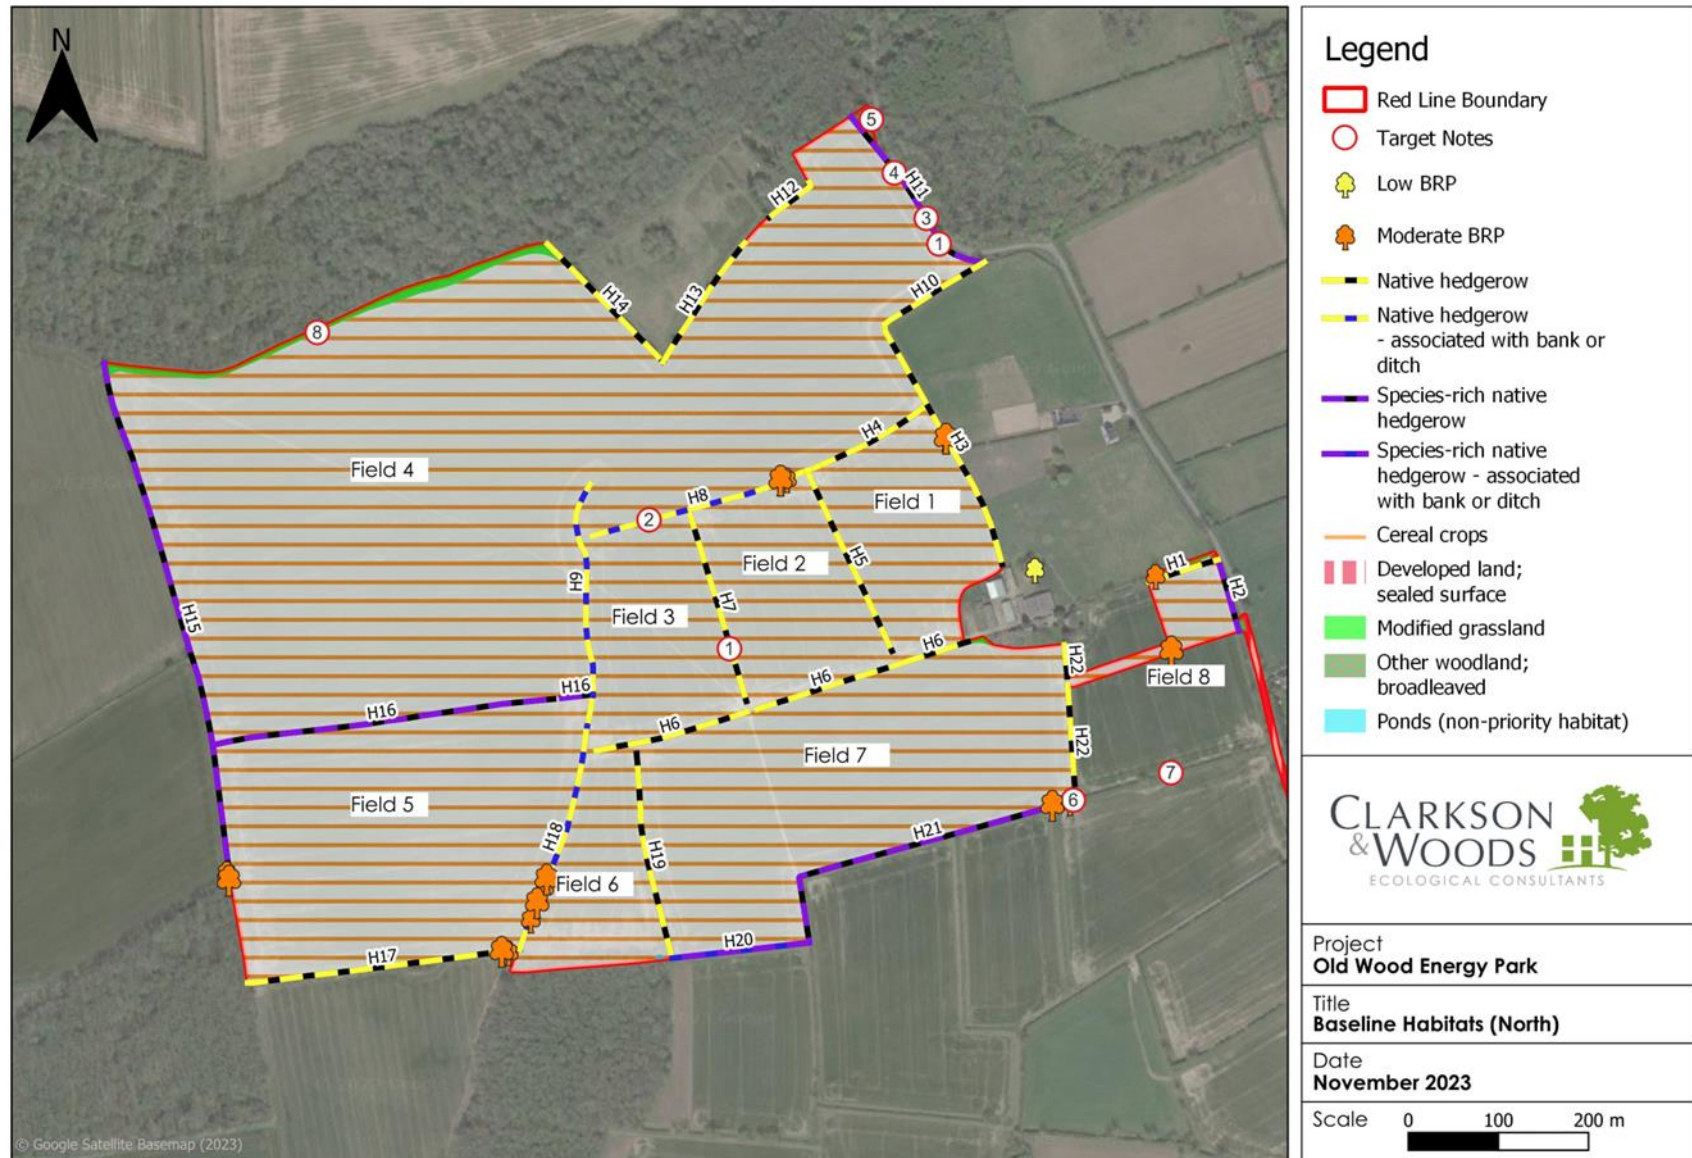 N
5
4
H11
3
1
H12
H10
H14
H13
8
H4
H3
Field 4
H8
Field 1
2
Field 2
H5
H1
H2
H9
H7
Field 3
H15
1
H6
H22
Field 8
H6
H16
H16
H6
H22
Field 7
7
Field 5
6
H18
H21
H19
Field 6
H20
H17
© Google Satellite Basemap (2023)
Legend
Red Line Boundary
Target Notes
Low BRP
Moderate BRP
Native hedgerow
Native hedgerow
- associated with bank or
ditch
Species-rich native
hedgerow
Species-rich native
hedgerow - associated
with bank or ditch
Cereal crops
Developed land;
sealed surface
Modified grassland
Other woodland;
broadleaved
Ponds (non-priority habitat)
CLARKSON
& WOODS
ECOLOGICAL CONSULTANTS
Project
Old Wood Energy Park
Title
Baseline Habitats (North)
Date
November 2023
Scale 0 100 200 m